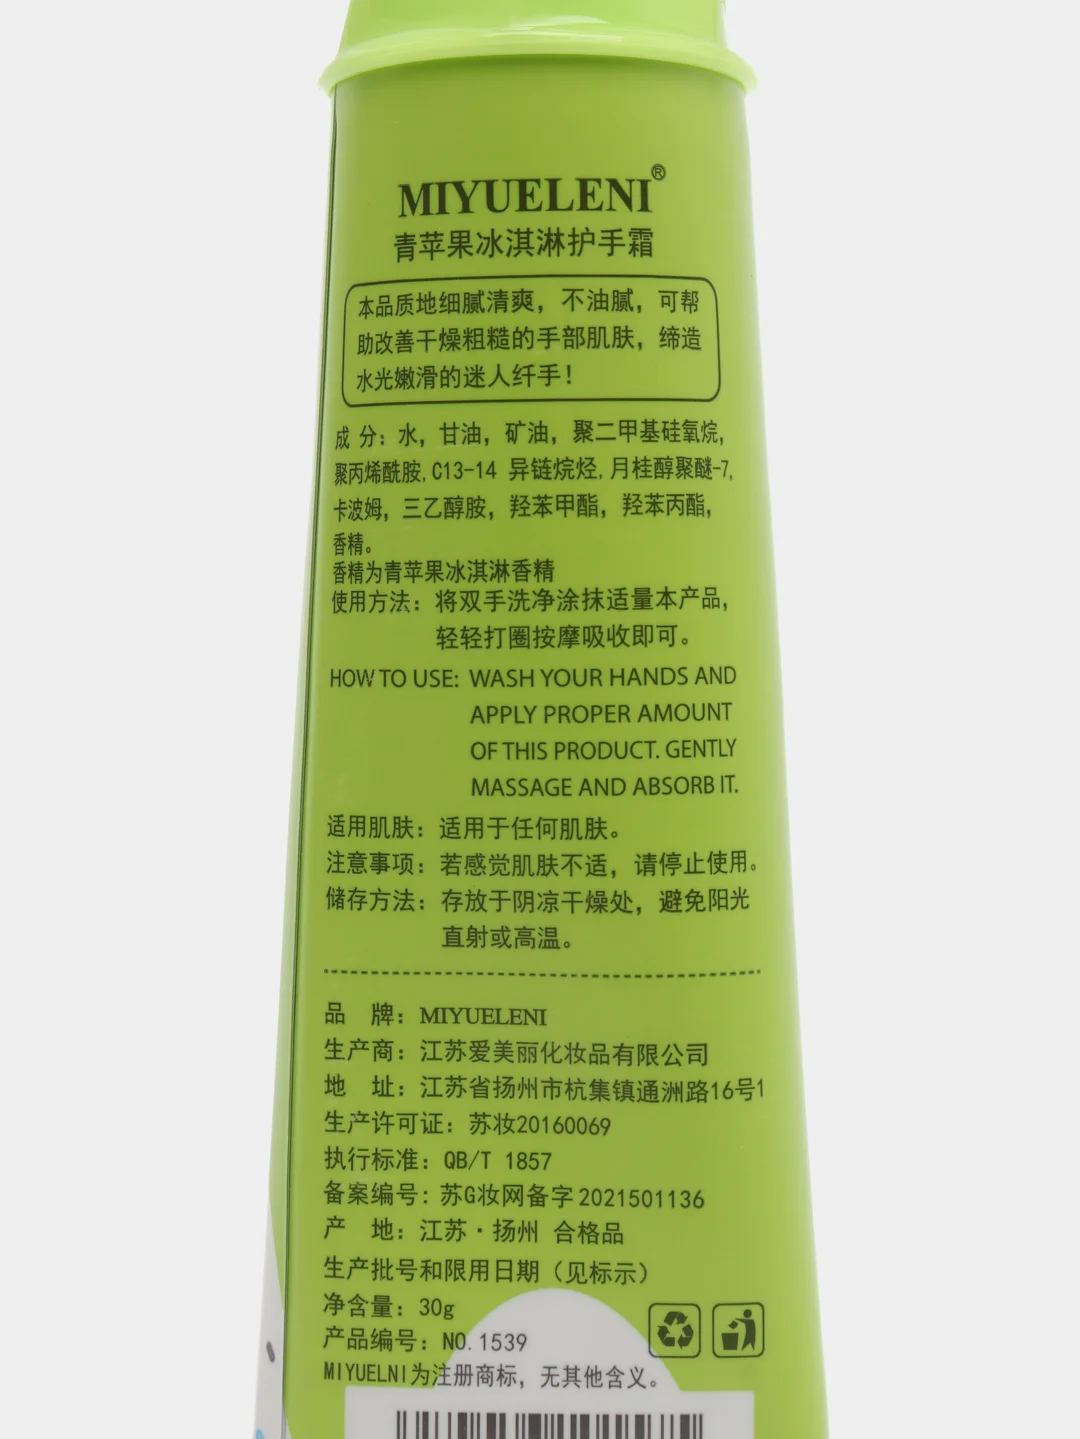 MIYUELENI®
青苹果冰淇淋护手霜
本品质地细腻清爽，不油腻，可帮
助改善干燥粗糙的手部肌肤，缔造
水光嫩滑的迷人纤手！
成 分：水，甘油，矿油，聚二甲基硅氧烷，
聚丙烯酰胺,C13-14 异链烷烃,月桂醇聚醚-7,
卡波姆，三乙醇胺，羟苯甲酯，羟苯丙酯，
香精。
香精为青苹果冰淇淋香精
使用方法：将双手洗净涂抹适量本产品，
轻轻打圈按摩吸收即可。
HOW TO USE: WASH YOUR HANDS AND
APPLY PROPER AMOUNT
OF THIS PRODUCT. GENTLY
MASSAGE AND ABSORB IT.
适用肌肤：适用于任何肌肤。
注意事项：若感觉肌肤不适，请停止使用。
储存方法：存放于阴凉干燥处，避免阳光
直射或高温。
品 牌：MIYUELENI
生产商：江苏爱美丽化妆品有限公司
地 址：江苏省扬州市杭集镇通洲路16号1
生产许可证：苏妆20160069
执行标准：QB/T 1857
备案编号：苏G妆网备字2021501136
产 地：江苏·扬州 合格品
生产批号和限用日期（见标示）
净含量：30g
产品编号：NO.1539
MIYUELNI为注册商标，无其他含义。